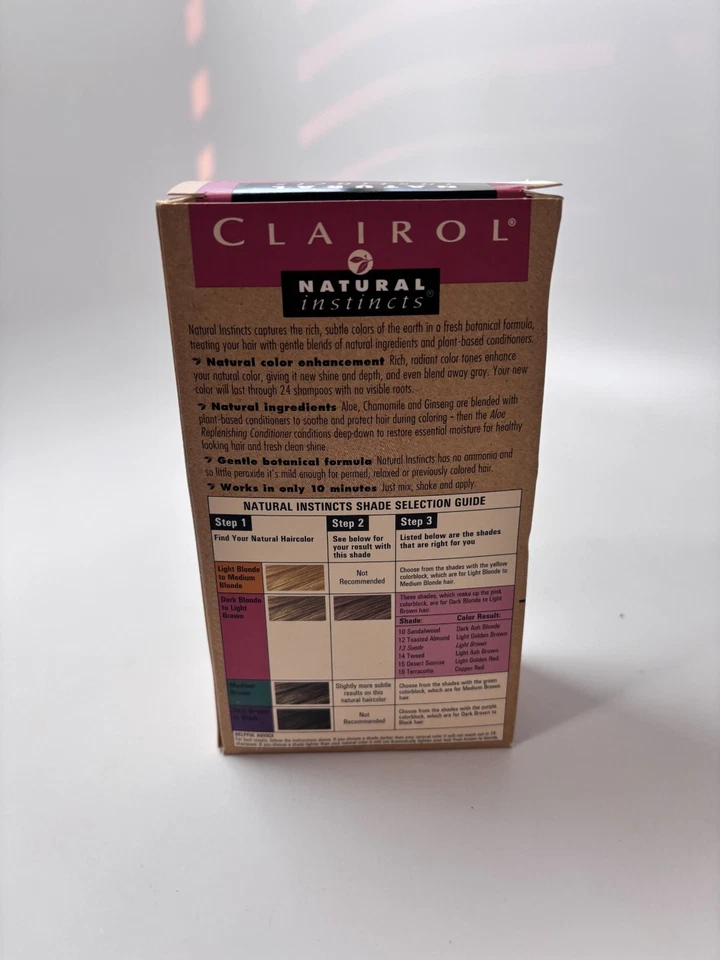 CLAIROL®
NATURAL
instincts®
Natural Instincts captures the rich, subtle colors of the earth in a fresh botanical formula,
treating your hair with gentle blends of natural ingredients and plant-based conditioners.
Natural color enhancement Rich, radiant color tones enhance
your natural color, giving it new shine and depth, and even blend away gray. Your new
color will last through 24 shampoos with no visible roots.
Natural ingredients Aloe, Chamomile and Ginseng are blended with
plant-based conditioners to soothe and protect hair during coloring - then the Aloe
Replenishing Conditioner conditions deep-down to restore essential moisture for healthy
looking hair and fresh clean shine.
Gentle botanical formula Natural Instincts has no ammonia and
so little peroxide it's mild enough for permed, relaxed or previously colored hair.
Works in only 10 minutes Just mix, shake and apply.
NATURAL INSTINCTS SHADE SELECTION GUIDE
Step 1
Find Your Natural Haircolor
Step 2
See below for
your result with
this shade
Step 3
Listed below are the shades
that are right for you
Light Blonde
to Medium
Blonde
Not
Recommended
Choose from the shades with the yellow
colorblock, which are for Light Blonde to
Medium Blonde hair.
Dark Blonde
to Light
Brown
These shades, which make up the pink
colorblock, are for Dark Blonde to Light
Brown hair.
Shade: Color Result:
10 Sandalwood Dark Ash Blonde
12 Toasted Almond Light Golden Brown
13 Suede Light Brown
14 Tweed Light Ash Brown
15 Desert Sunrise Light Golden Red
16 Terracotta Copper Red
Medium
Brown
Slightly more subtle
results on this
natural haircolor
Choose from the shades with the green
colorblock, which are for Medium Brown
hair.
Dark Brown
to Black
Not
Recommended
Choose from the shades with the purple
colorblock, which are for Dark Brown to
Black hair.
HELPFUL ADVICE